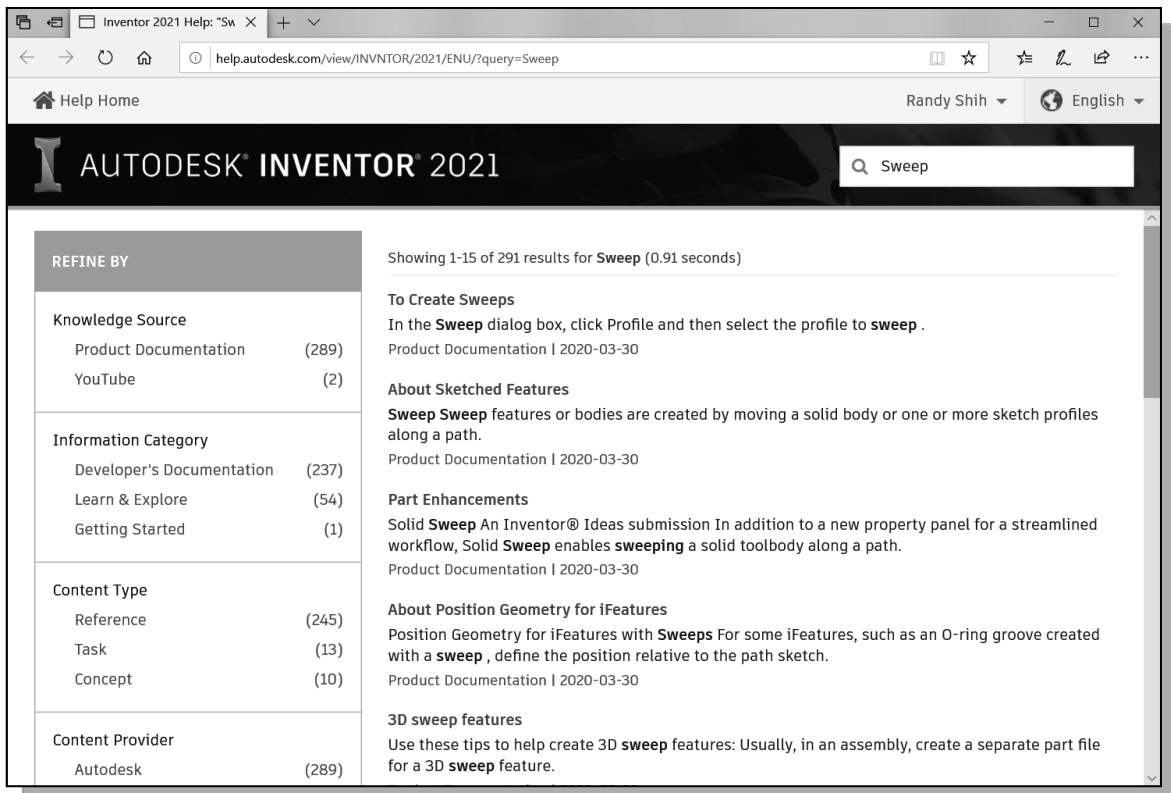 Inventor 2021 Help: "Sw
help.autodesk.com/view/INVNTOR/2021/ENU/?query=Sweep
Help Home
Randy Shih
English
AUTODESK® INVENTOR® 2021
Sweep
REFINE BY
Knowledge Source
Product Documentation (289)
YouTube (2)
Information Category
Developer's Documentation (237)
Learn & Explore (54)
Getting Started (1)
Content Type
Reference (245)
Task (13)
Concept (10)
Content Provider
Autodesk (289)
Showing 1-15 of 291 results for Sweep (0.91 seconds)
To Create Sweeps
In the Sweep dialog box, click Profile and then select the profile to sweep .
Product Documentation | 2020-03-30
About Sketched Features
Sweep Sweep features or bodies are created by moving a solid body or one or more sketch profiles
along a path.
Product Documentation | 2020-03-30
Part Enhancements
Solid Sweep An Inventor® Ideas submission In addition to a new property panel for a streamlined
workflow, Solid Sweep enables sweeping a solid toolbody along a path.
Product Documentation | 2020-03-30
About Position Geometry for iFeatures
Position Geometry for iFeatures with Sweeps For some iFeatures, such as an O-ring groove created
with a sweep , define the position relative to the path sketch.
Product Documentation | 2020-03-30
3D sweep features
Use these tips to help create 3D sweep features: Usually, in an assembly, create a separate part file
for a 3D sweep feature.